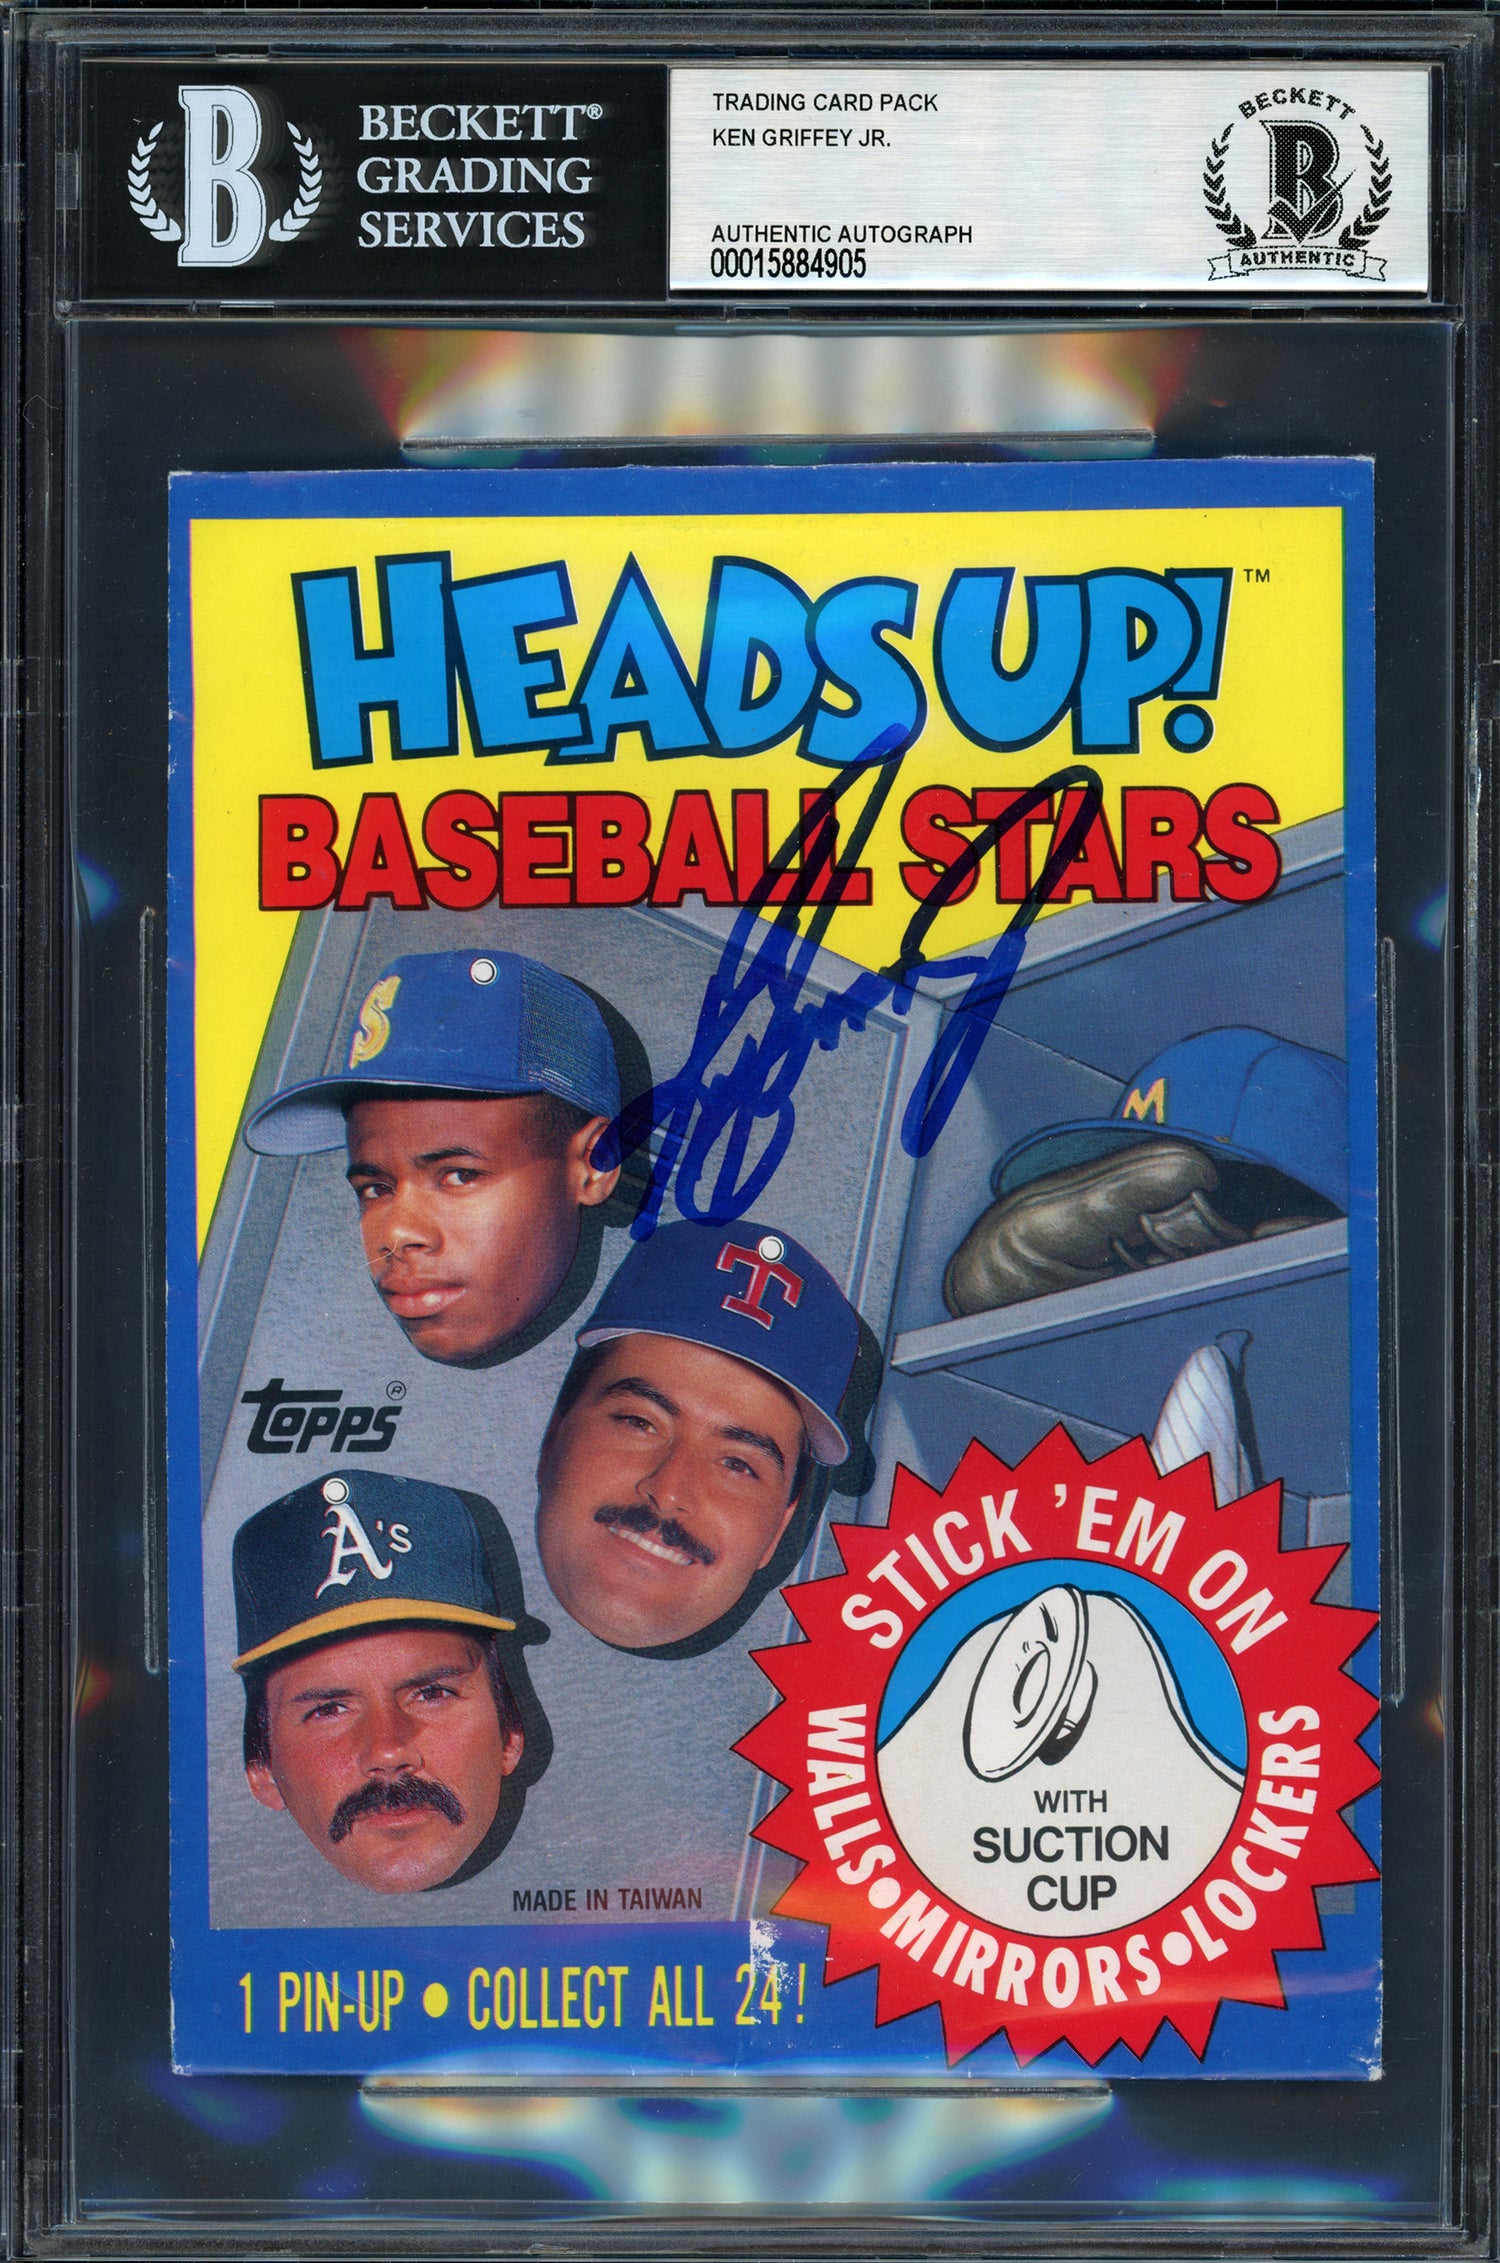 BECKETT®
GRADING
SERVICES
B
TRADING CARD PACK
KEN GRIFFEY JR.
AUTHENTIC AUTOGRAPH
00015884905
BECKETT
B
AUTHENTIC
HEADS UP!™
BASEBALL STARS
S
M
T
TOPPS®
A's
STICK 'EM ON
WALLS • MIRRORS • LOCKERS
WITH
SUCTION
CUP
MADE IN TAIWAN
1 PIN-UP • COLLECT ALL 24!